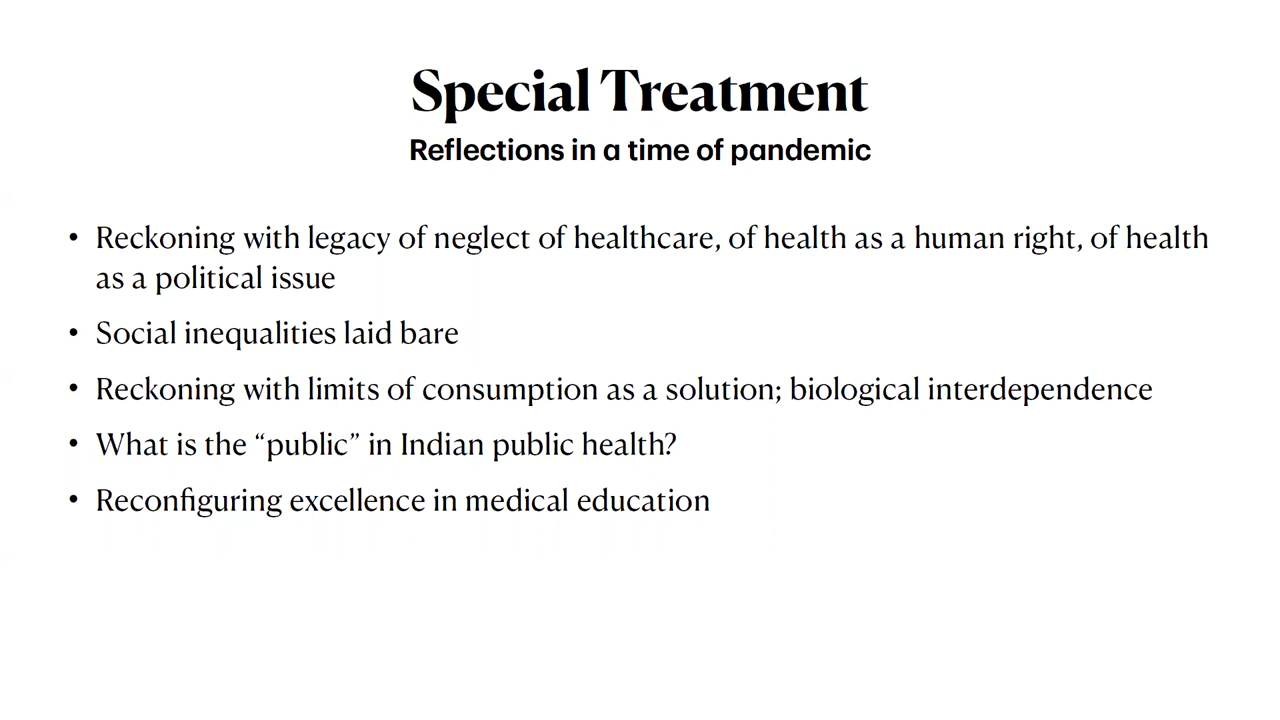 Special Treatment
Reflections in a time of pandemic
• Reckoning with legacy of neglect of healthcare, of health as a human right, of health
as a political issue
• Social inequalities laid bare
• Reckoning with limits of consumption as a solution; biological interdependence
• What is the “public” in Indian public health?
• Reconfiguring excellence in medical education